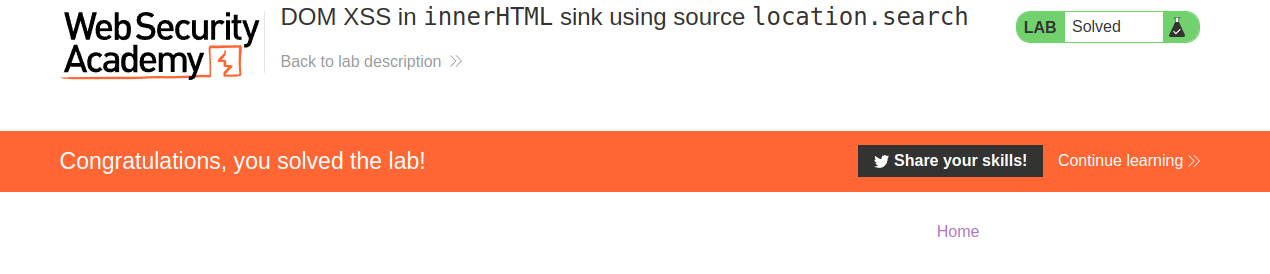 Web Security
Academy
DOM XSS in innerHTML sink using source location.search
Back to lab description
LAB Solved
Congratulations, you solved the lab!
Share your skills! Continue learning
Home